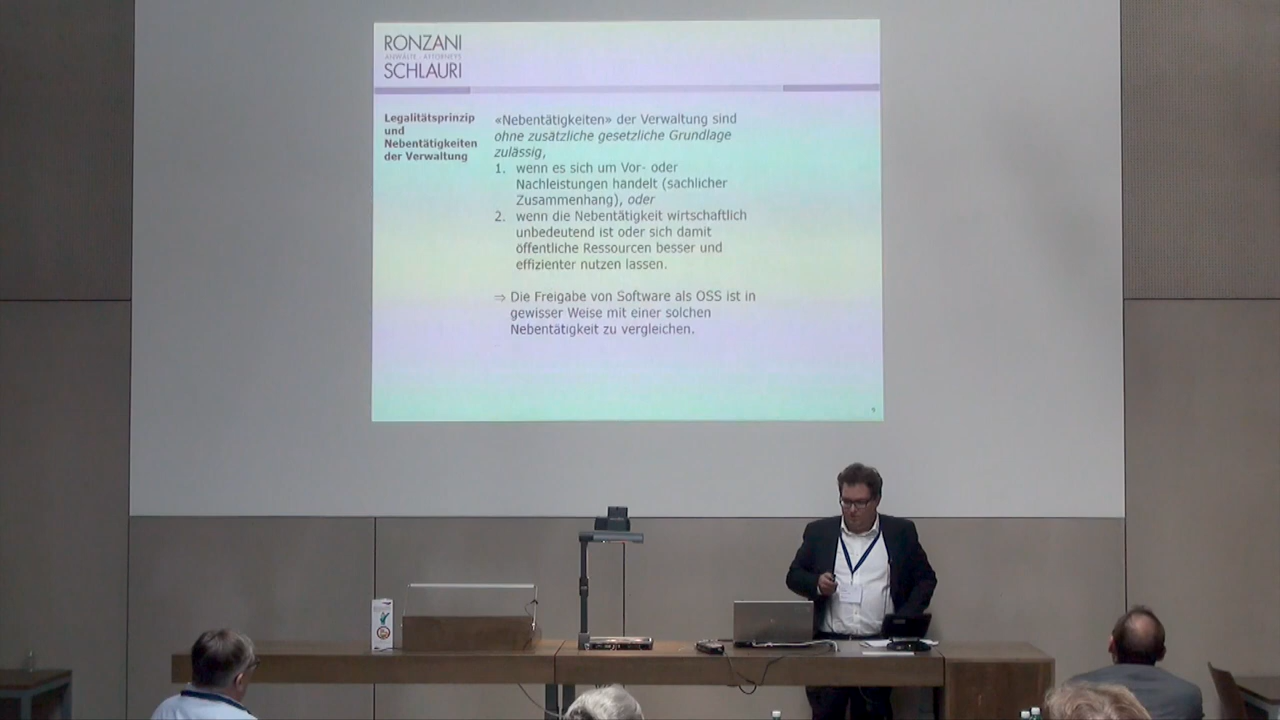 RONZANI
ANWÄLTE ATTORNEYS
SCHLAURI
Legalitätsprinzip
und
Nebentätigkeiten
der Verwaltung
«Nebentätigkeiten» der Verwaltung sind
ohne zusätzliche gesetzliche Grundlage
zulässig,
1. wenn es sich um Vor- oder
Nachleistungen handelt (sachlicher
Zusammenhang), oder
2. wenn die Nebentätigkeit wirtschaftlich
unbedeutend ist oder sich damit
öffentliche Ressourcen besser und
effizienter nutzen lassen.
⇒ Die Freigabe von Software als OSS ist in
gewisser Weise mit einer solchen
Nebentätigkeit zu vergleichen.